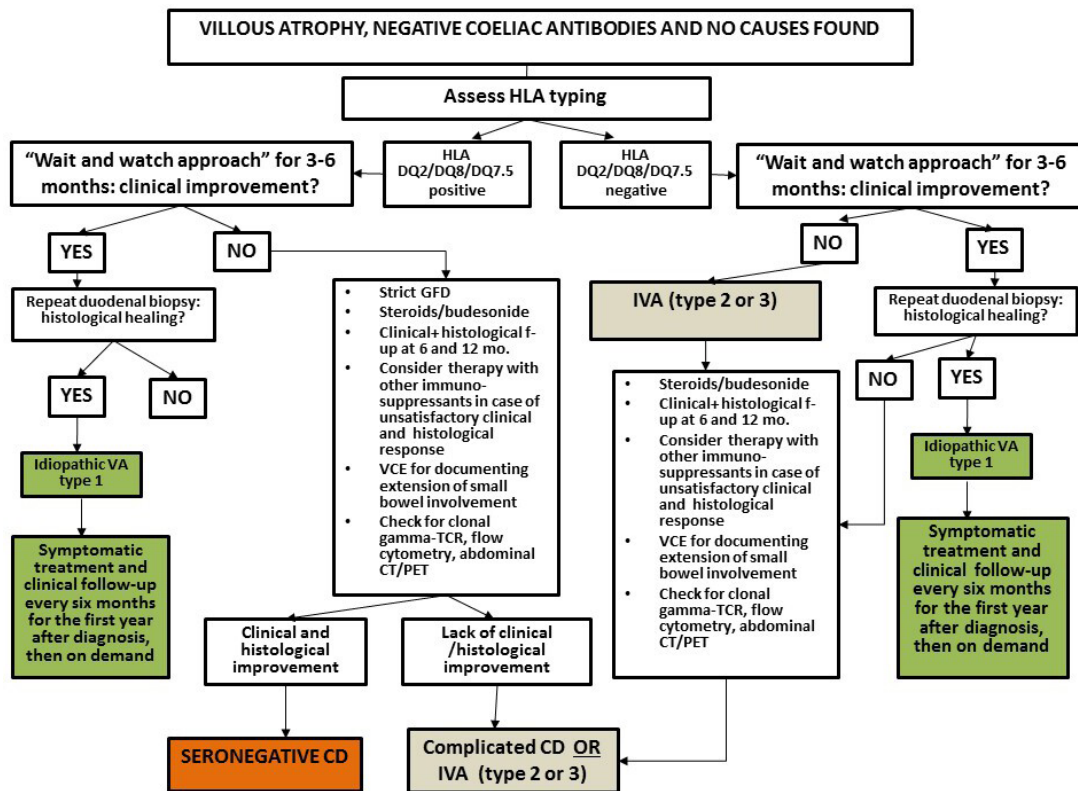 VILLOUS ATROPHY, NEGATIVE COELIAC ANTIBODIES AND NO CAUSES FOUND
Assess HLA typing
HLA
DQ2/DQ8/DQ7.5
positive
HLA
DQ2/DQ8/DQ7.5
negative
“Wait and watch approach” for 3-6
months: clinical improvement?
YES
NO
Repeat duodenal biopsy:
histological healing?
YES
NO
Idiopathic VA
type 1
Symptomatic
treatment and
clinical follow-up
every six months
for the first year
after diagnosis,
then on demand
• Strict GFD
• Steroids/budesonide
• Clinical+ histological f-
up at 6 and 12 mo.
• Consider therapy with
other immuno-
suppressants in case of
unsatisfactory clinical
and histological
response
• VCE for documenting
extension of small
bowel involvement
• Check for clonal
gamma-TCR, flow
cytometry, abdominal
CT/PET
Clinical and
histological
improvement
Lack of clinical
/histological
improvement
SERONEGATIVE CD
Complicated CD OR
IVA (type 2 or 3)
“Wait and watch approach” for 3-6
months: clinical improvement?
NO
YES
IVA (type 2 or 3)
Repeat duodenal biopsy:
histological healing?
NO
YES
• Steroids/budesonide
• Clinical+ histological f-
up at 6 and 12 mo.
• Consider therapy with
other immuno-
suppressants in case of
unsatisfactory clinical
and histological
response
• VCE for documenting
extension of small
bowel involvement
• Check for clonal
gamma-TCR, flow
cytometry, abdominal
CT/PET
Idiopathic VA
type 1
Symptomatic
treatment and
clinical follow-up
every six months
for the first year
after diagnosis,
then on demand